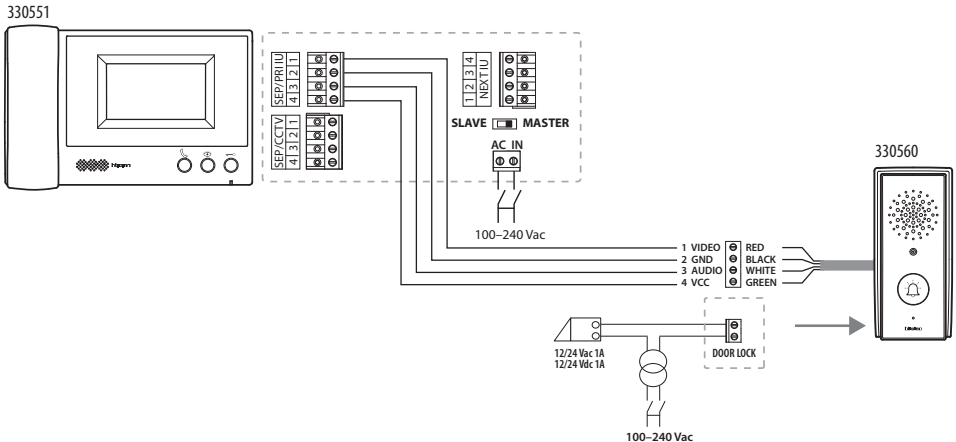 330551
SEP/PRI IU
4 3 2 1
SEP/CCTV
4 3 2 1
1 2 3 4
NEXT IU
SLAVE MASTER
AC IN
100–240 Vac
330560
1 VIDEO RED
2 GND BLACK
3 AUDIO WHITE
4 VCC GREEN
12/24 Vac 1A
12/24 Vdc 1A
DOOR LOCK
100–240 Vac